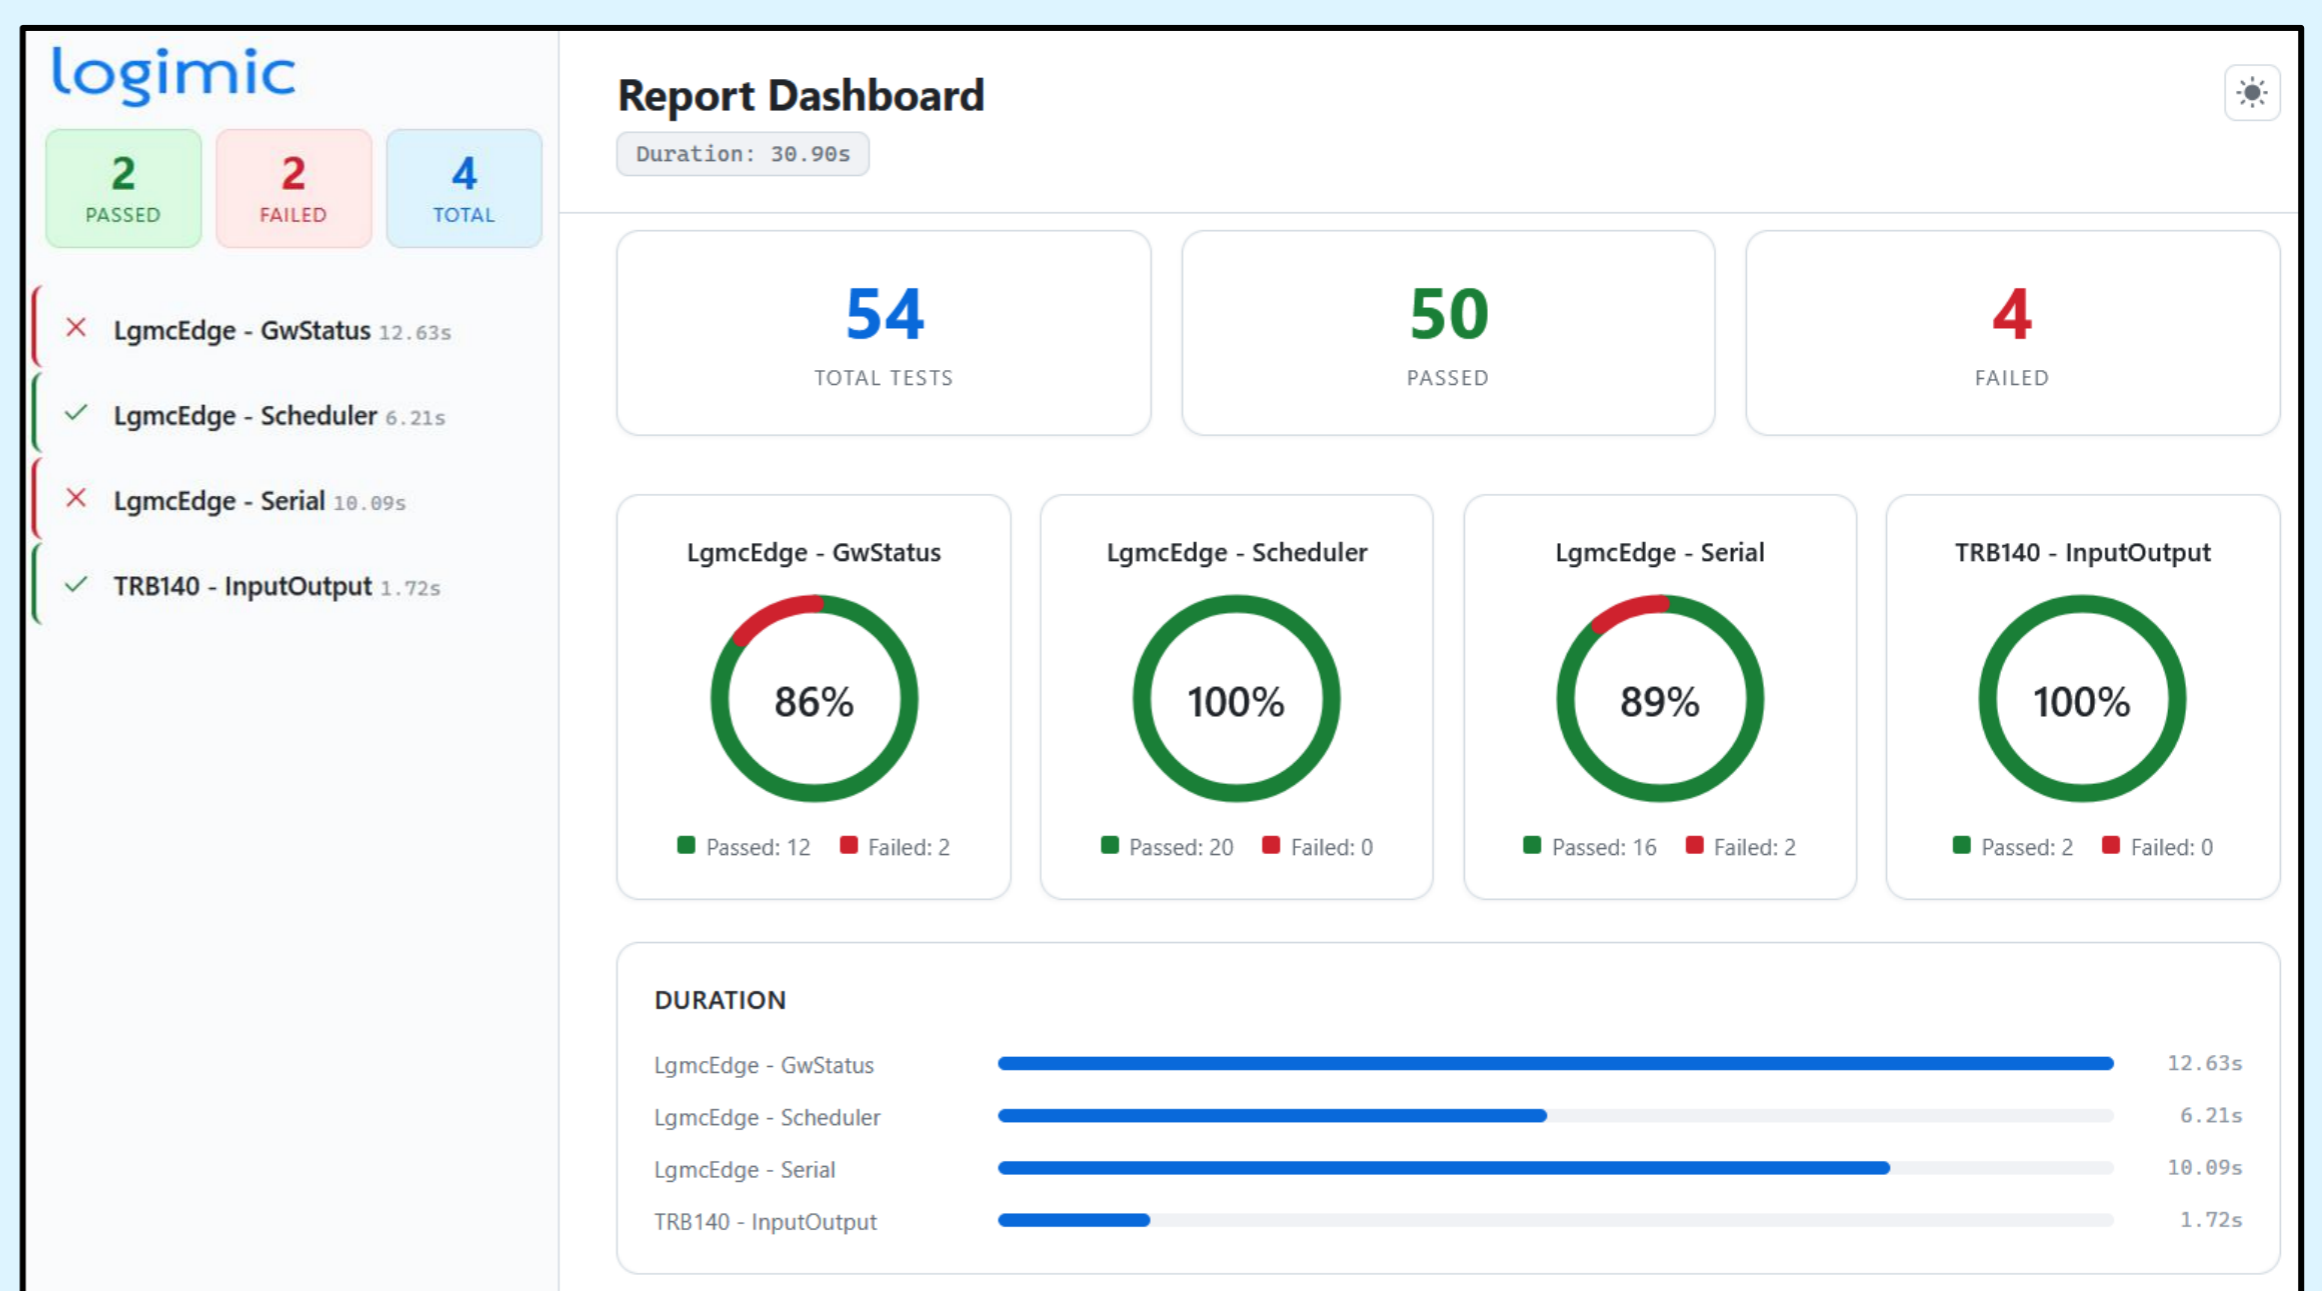 logimic
2 2 4
PASSED FAILED TOTAL
LgmcEdge - GwStatus 12.63s
LgmcEdge - Scheduler 6.21s
LgmcEdge - Serial 10.09s
TRB140 - InputOutput 1.72s
Report Dashboard
Duration: 30.90s
54 50 4
TOTAL TESTS PASSED FAILED
LgmcEdge - GwStatus LgmcEdge - Scheduler LgmcEdge - Serial TRB140 - InputOutput
86% 100% 89% 100%
Passed: 12 Failed: 2 Passed: 20 Failed: 0 Passed: 16 Failed: 2 Passed: 2 Failed: 0
DURATION
LgmcEdge - GwStatus 12.63s
LgmcEdge - Scheduler 6.21s
LgmcEdge - Serial 10.09s
TRB140 - InputOutput 1.72s